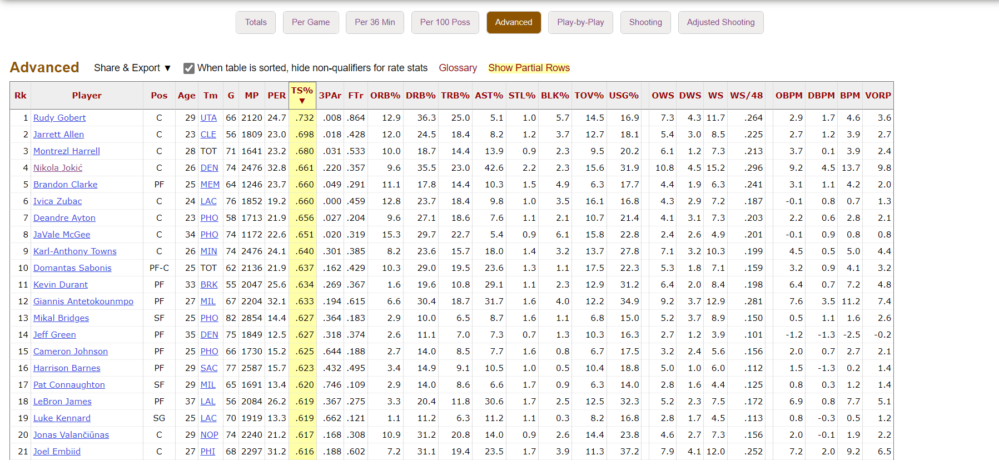 Totals Per Game Per 36 Min Per 100 Poss Advanced Play-by-Play Shooting Adjusted Shooting
Advanced Share & Export ▼ When table is sorted, hide non-qualifiers for rate stats Glossary Show Partial Rows
Rk Player Pos Age Tm G MP PER TS% ▼ 3PAr FTr ORB% DRB% TRB% AST% STL% BLK% TOV% USG% OWS DWS WS WS/48 OBPM DBPM BPM VORP
1 Rudy Gobert C 29 UTA 66 2120 24.7 .732 .008 .864 12.9 36.3 25.0 5.1 1.0 5.7 14.5 16.9 7.3 4.3 11.7 .264 2.9 1.7 4.6 3.6
2 Jarrett Allen C 23 CLE 56 1809 23.0 .698 .018 .428 12.0 24.5 18.4 8.2 1.2 3.7 12.7 18.1 5.4 3.0 8.5 .225 2.7 1.2 3.9 2.7
3 Montrezl Harrell C 28 TOT 71 1641 23.2 .680 .031 .533 10.0 18.7 14.4 13.9 0.9 2.3 9.5 20.2 6.1 1.2 7.3 .213 3.7 0.1 3.9 2.4
4 Nikola Jokić C 26 DEN 74 2476 32.8 .661 .220 .357 9.6 35.5 23.0 42.6 2.2 2.3 15.6 31.9 10.8 4.5 15.2 .296 9.2 4.5 13.7 9.8
5 Brandon Clarke PF 25 MEM 64 1246 23.7 .660 .049 .291 11.1 17.8 14.4 10.3 1.5 4.9 6.3 17.7 4.4 1.9 6.3 .241 3.1 1.1 4.2 2.0
6 Ivica Zubac C 24 LAC 76 1852 19.2 .660 .000 .459 12.8 23.7 18.4 9.8 1.0 3.5 16.1 16.8 4.3 2.9 7.2 .187 -0.1 0.8 0.7 1.3
7 Deandre Ayton C 23 PHO 58 1713 21.9 .656 .027 .204 9.6 27.1 18.6 7.6 1.1 2.1 10.7 21.4 4.1 3.1 7.3 .203 2.2 0.6 2.8 2.1
8 JaVale McGee C 34 PHO 74 1172 22.6 .651 .020 .319 15.3 29.7 22.7 5.4 0.9 6.1 15.8 22.8 2.4 2.6 4.9 .201 -0.1 0.9 0.8 0.8
9 Karl-Anthony Towns C 26 MIN 74 2476 24.1 .640 .301 .385 8.2 23.6 15.7 18.0 1.4 3.2 13.7 27.8 7.1 3.2 10.3 .199 4.5 0.5 5.0 4.4
10 Domantas Sabonis PF-C 25 TOT 62 2136 21.9 .637 .162 .429 10.3 29.0 19.5 23.6 1.3 1.1 17.5 22.3 5.3 1.8 7.1 .159 3.2 0.9 4.1 3.2
11 Kevin Durant PF 33 BRK 55 2047 25.6 .634 .269 .367 1.6 19.6 10.8 29.1 1.1 2.3 12.9 31.2 6.4 2.0 8.4 .198 6.4 0.7 7.2 4.8
12 Giannis Antetokounmpo PF 27 MIL 67 2204 32.1 .633 .194 .615 6.6 30.4 18.7 31.7 1.6 4.0 12.2 34.9 9.2 3.7 12.9 .281 7.6 3.5 11.2 7.4
13 Mikal Bridges SF 25 PHO 82 2854 14.4 .627 .364 .183 2.9 10.0 6.5 8.7 1.6 1.1 6.8 15.0 5.2 3.7 8.9 .150 0.5 1.1 1.6 2.6
14 Jeff Green PF 35 DEN 75 1849 12.5 .627 .318 .374 2.6 11.1 7.0 7.3 0.7 1.3 10.3 16.3 2.7 1.2 3.9 .101 -1.2 -1.3 -2.5 -0.2
15 Cameron Johnson PF 25 PHO 66 1730 15.2 .625 .644 .188 2.7 14.0 8.5 7.7 1.6 0.8 6.7 17.5 3.2 2.4 5.6 .156 2.0 0.7 2.7 2.1
16 Harrison Barnes PF 29 SAC 77 2587 15.7 .623 .432 .495 3.4 14.9 9.1 10.5 1.0 0.5 10.4 18.8 5.0 1.0 6.0 .112 1.5 -1.3 0.2 1.4
17 Pat Connaughton SF 29 MIL 65 1691 13.4 .620 .746 .109 2.9 14.0 8.6 6.6 1.7 0.9 6.3 14.0 2.8 1.6 4.4 .125 0.8 0.3 1.2 1.4
18 LeBron James PF 37 LAL 56 2084 26.2 .619 .367 .275 3.3 20.4 11.8 30.6 1.7 2.5 12.5 32.3 5.2 2.3 7.5 .172 6.9 0.8 7.7 5.1
19 Luke Kennard SG 25 LAC 70 1919 13.3 .619 .662 .121 1.1 11.2 6.3 11.2 1.1 0.3 8.2 16.8 2.8 1.7 4.5 .113 0.8 -0.3 0.5 1.2
20 Jonas Valančiūnas C 29 NOP 74 2240 21.2 .617 .168 .308 10.9 31.2 20.8 14.0 0.9 2.6 14.4 23.8 4.6 2.7 7.3 .156 2.0 -0.1 1.9 2.2
21 Joel Embiid C 27 PHI 68 2297 31.2 .616 .188 .602 7.2 31.1 19.4 23.5 1.7 3.9 11.3 37.2 7.9 4.1 12.0 .252 7.2 2.0 9.2 6.5